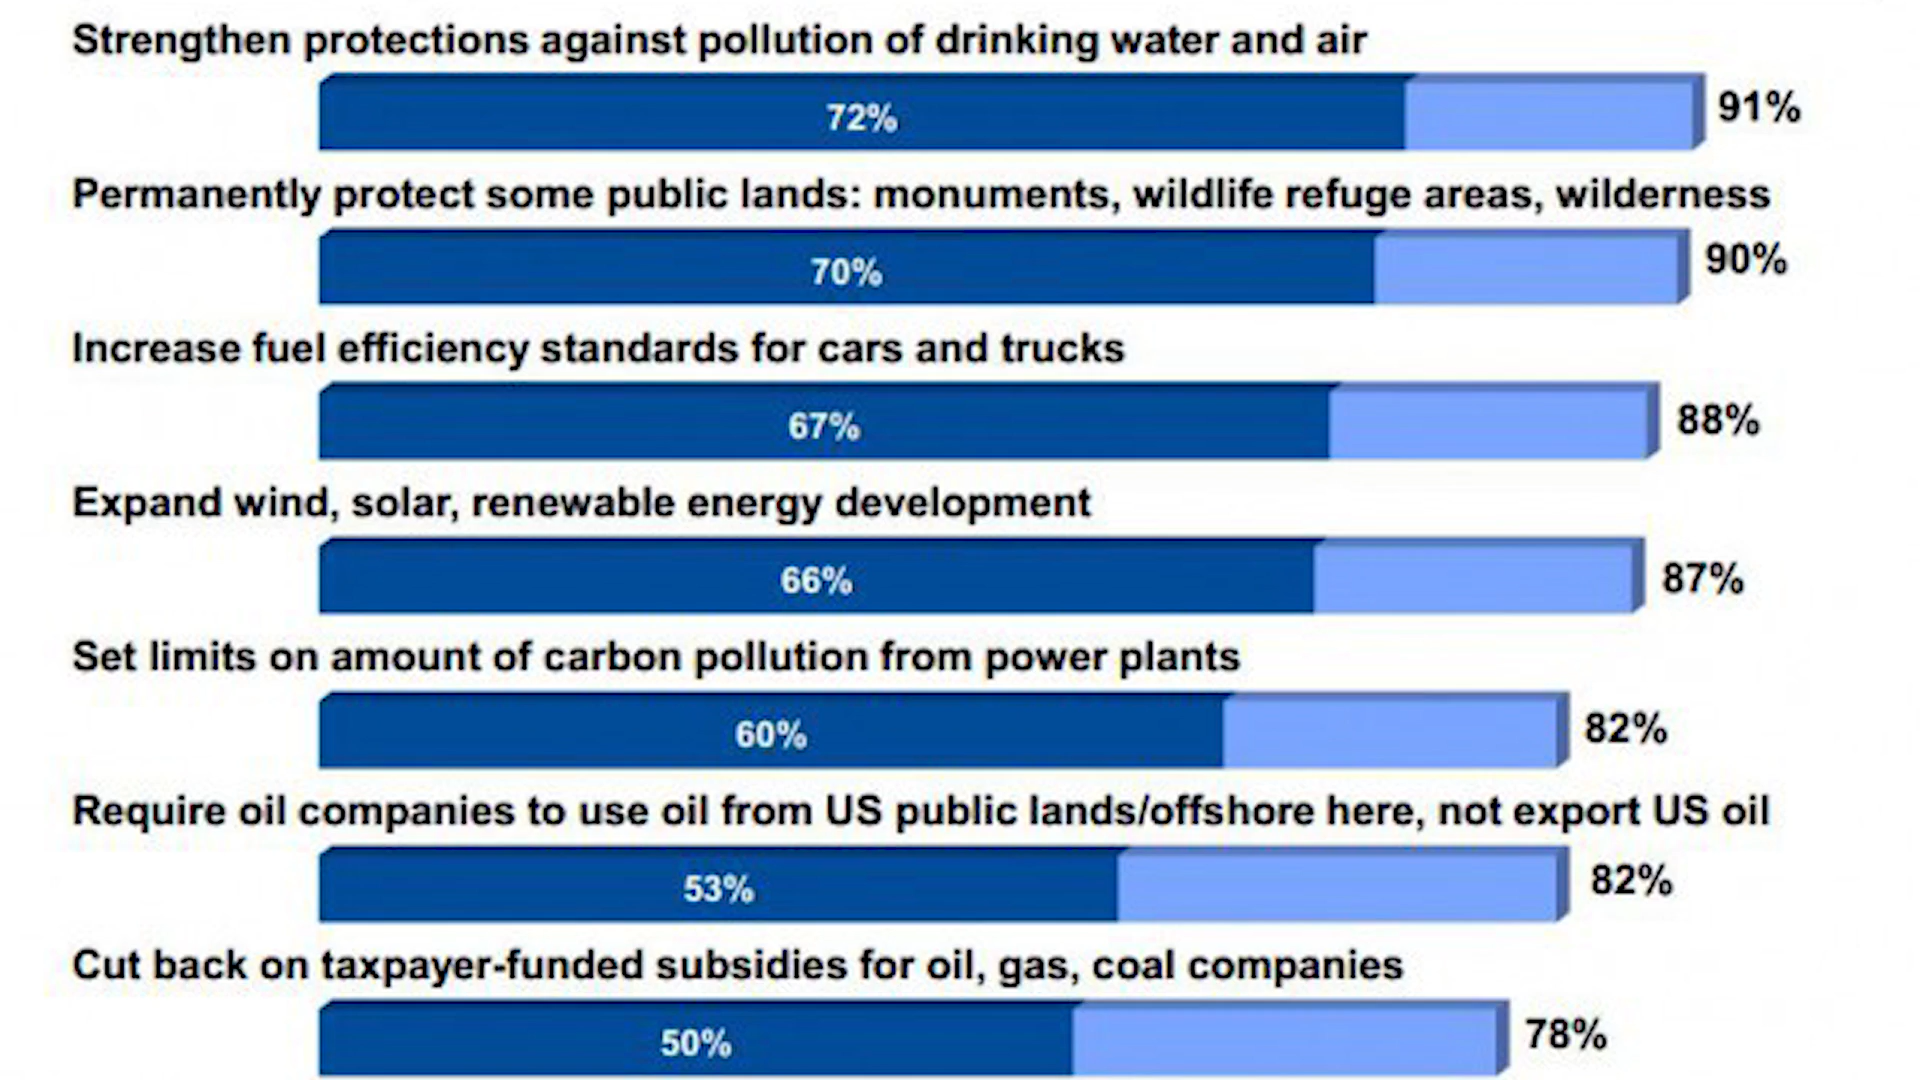 Strengthen protections against pollution of drinking water and air
72% 91%
Permanently protect some public lands: monuments, wildlife refuge areas, wilderness
70% 90%
Increase fuel efficiency standards for cars and trucks
67% 88%
Expand wind, solar, renewable energy development
66% 87%
Set limits on amount of carbon pollution from power plants
60% 82%
Require oil companies to use oil from US public lands/offshore here, not export US oil
53% 82%
Cut back on taxpayer-funded subsidies for oil, gas, coal companies
50% 78%